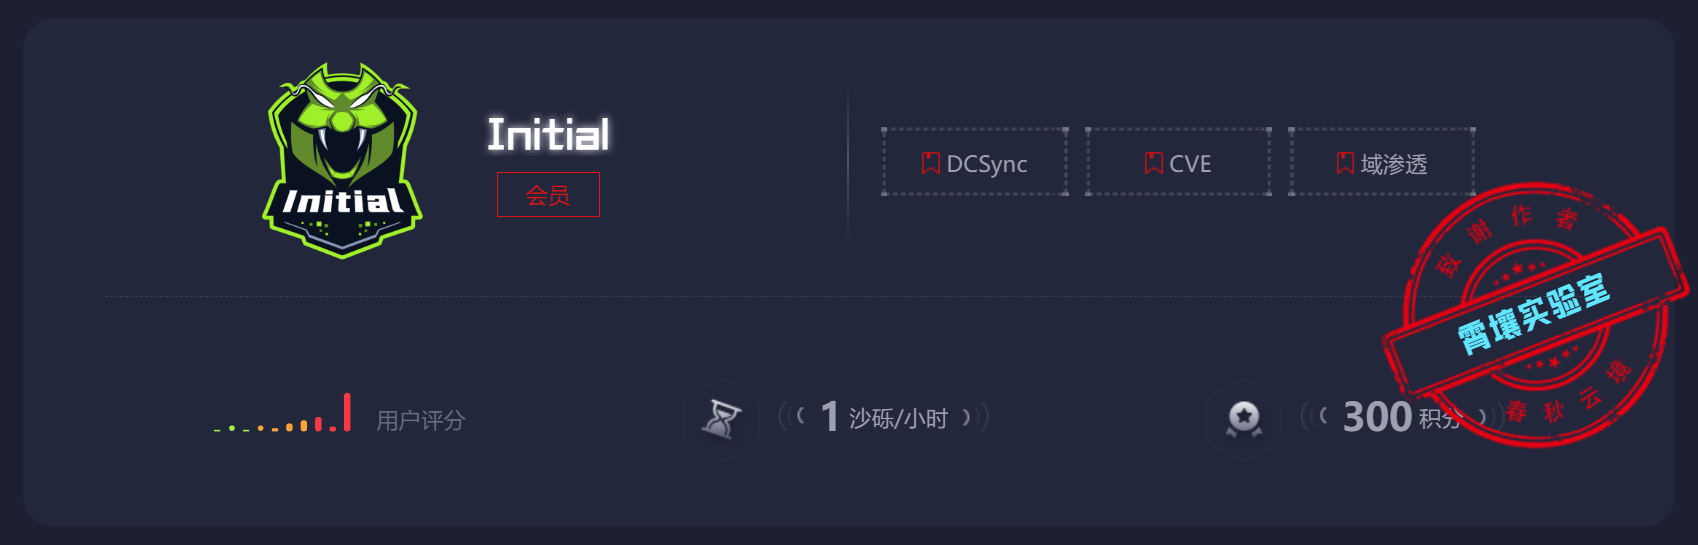 Initial
Initial
会员
DCSync
CVE
域渗透
致谢作者
霄壤实验室
春秋云境
用户评分
1 沙砾/小时
300 积分